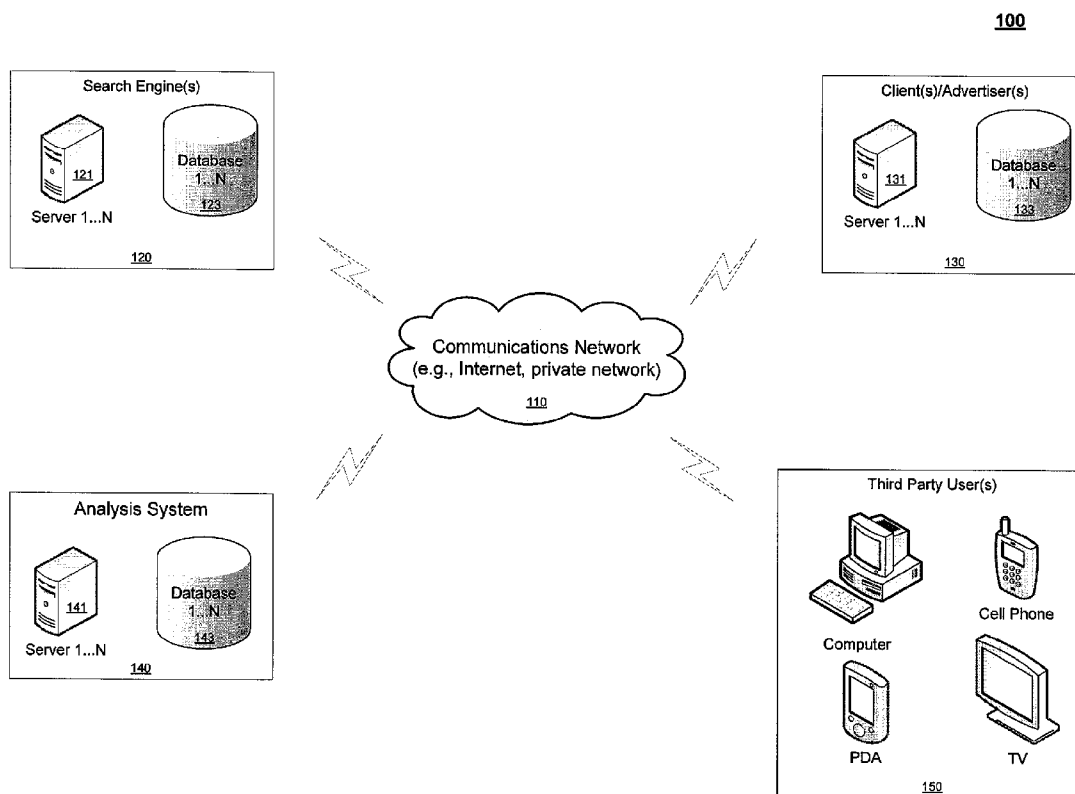 100
Search Engine(s)
121
Server 1...N
Database
1...N
123
120
Client(s)/Advertiser(s)
131
Server 1...N
Database
1...N
133
130
Communications Network
(e.g., Internet, private network)
110
Analysis System
141
Server 1...N
Database
1...N
143
140
Third Party User(s)
Computer
Cell Phone
PDA
TV
150